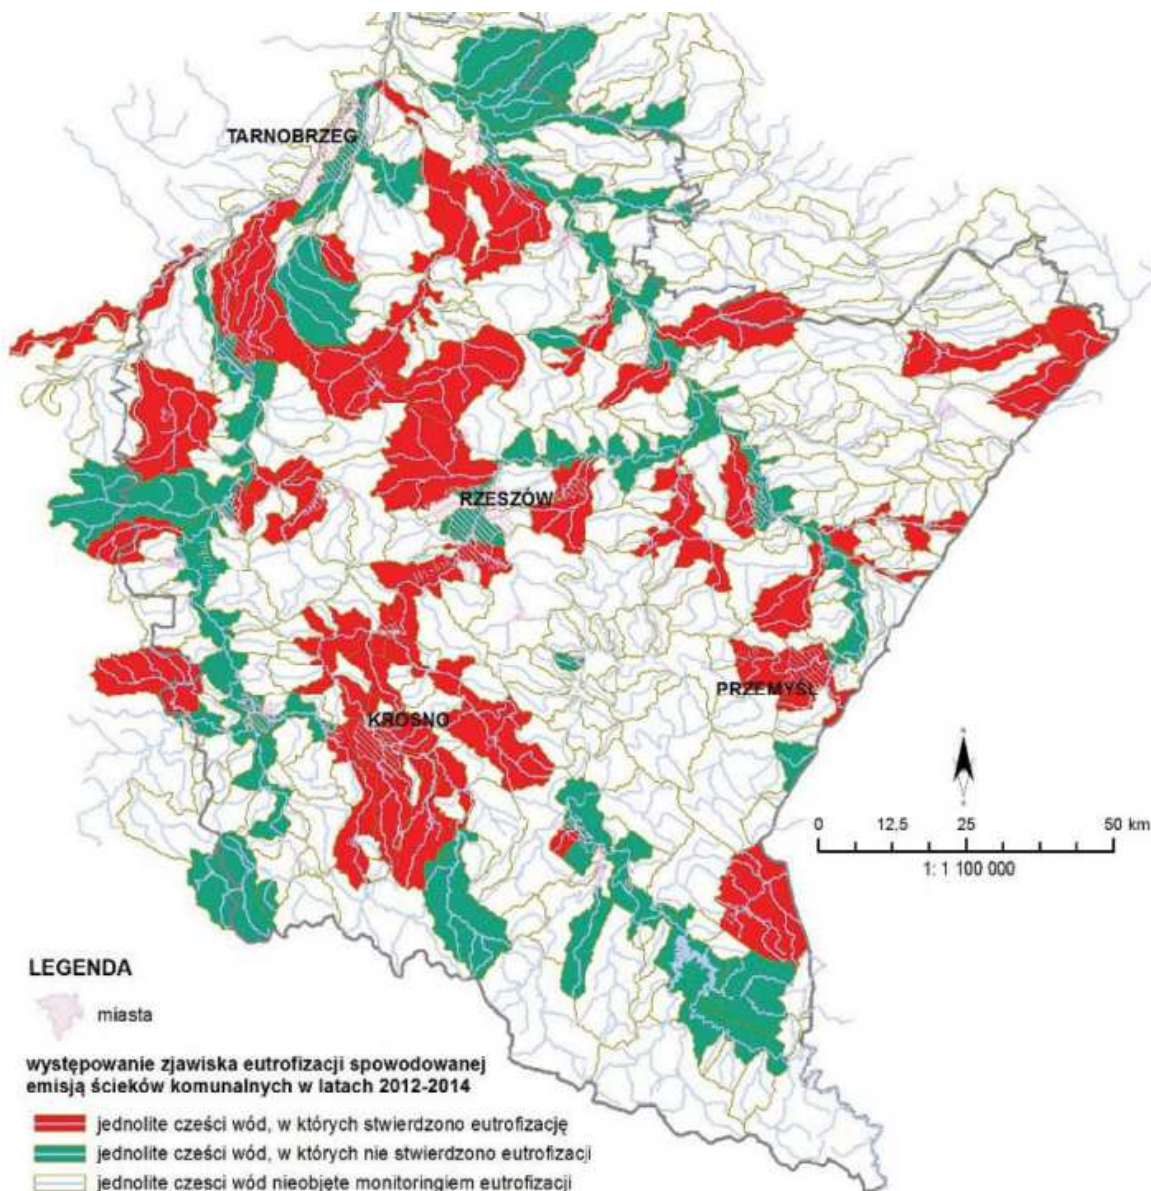 TARNOBRZEG
RZESZÓW
PRZEMYŚL
KROSNO
0 12,5 25 50 km
1: 1 100 000
LEGENDA
miasta
występowanie zjawiska eutrofizacji spowodowanej
emisją ścieków komunalnych w latach 2012-2014
jednolite cześci wód, w których stwierdzono eutrofizację
jednolite cześci wód, w których nie stwierdzono eutrofizacji
jednolite czesci wód nieobjęte monitoringiem eutrofizacji